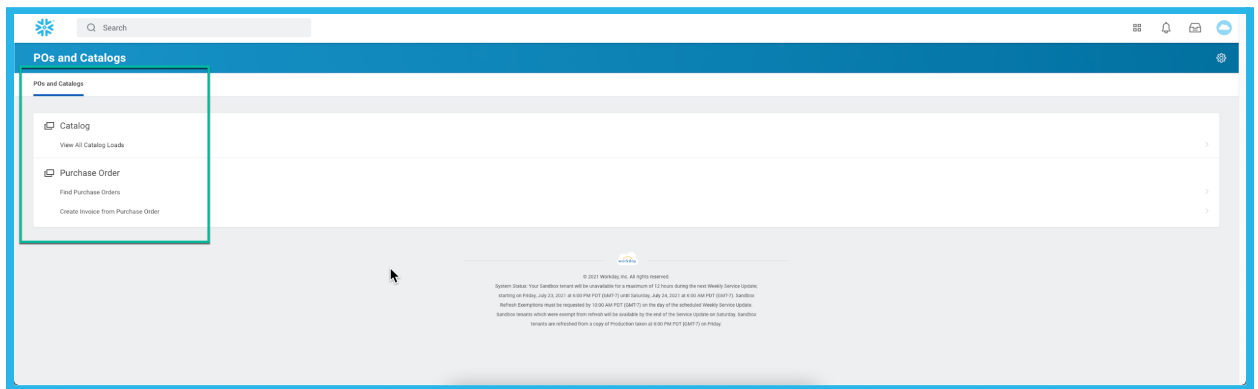 Search
POs and Catalogs
POs and Catalogs
Catalog
View All Catalog Loads
Purchase Order
Find Purchase Orders
Create Invoice from Purchase Order
workday
© 2021 Workday, Inc. All rights reserved.
System Status: Your Sandbox tenant will be unavailable for a maximum of 12 hours during the next Weekly Service Update;
starting on Friday, July 23, 2021 at 6:00 PM PDT (GMT-7) until Saturday, July 24, 2021 at 6:00 AM PDT (GMT-7). Sandbox
Refresh Exemptions must be requested by 10:00 AM PDT (GMT-7) on the day of the scheduled Weekly Service Update.
Sandbox tenants which were exempt from refresh will be available by the end of the Service Update on Saturday. Sandbox
tenants are refreshed from a copy of Production taken at 6:00 PM PDT (GMT-7) on Friday.